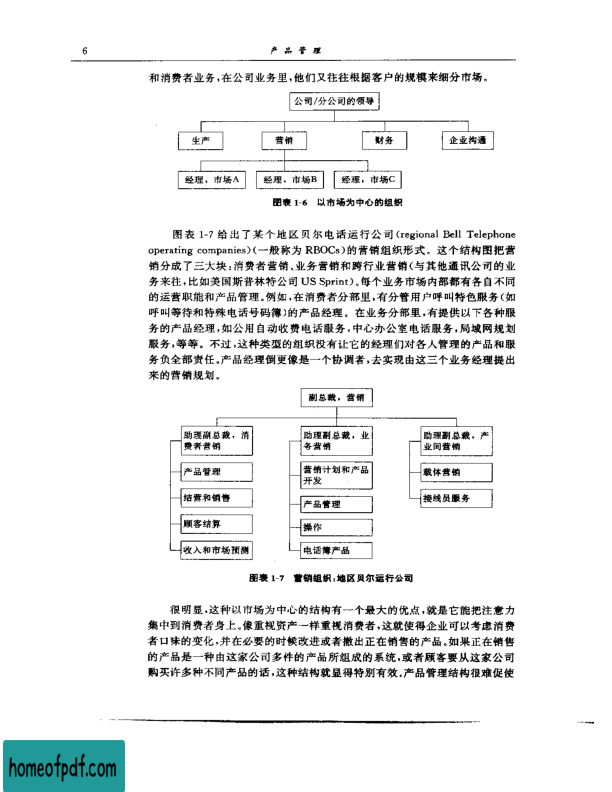 6
产品管理
和消费者业务,在公司业务里,他们又往往根据客户的规模来细分市场。
公司/分公司的领导
生产
营销
财务
企业沟通
经理，市场A
经理，市场B
经理，市场C
图表 1-6 以市场为中心的组织
图表 1-7 给出了某个地区贝尔电话运行公司(regional Bell Telephone
operating companies)(一般称为 RBOCs)的营销组织形式。这个结构图把营
销分成了三大块:消费者营销、业务营销和跨行业营销(与其他通讯公司的业
务来往,比如美国斯普林特公司 US Sprint)。每个业务市场内部都有各自不同
的运营职能和产品管理。例如,在消费者分部里,有分管用户呼叫特色服务(如
呼叫等待和特殊电话号码簿)的产品经理。在业务分部里,有提供以下各种服
务的产品经理,如公用自动收费电话服务,中心办公室电话服务,局域网规划
服务,等等。不过,这种类型的组织没有让它的经理们对各人管理的产品和服
务负全部责任。产品经理倒更像是一个协调者,去实现由这三个业务经理提出
来的营销规划。
副总裁，营销
助理副总裁，消
费者营销
产品管理
结营和销售
顾客结算
收入和市场预测
助理副总裁，业
务营销
营销计划和产品
开发
产品管理
操作
电话簿产品
助理副总裁，产
业间营销
载体营销
接线员服务
图表 1-7 营销组织:地区贝尔运行公司
很明显,这种以市场为中心的结构有一个最大的优点,就是它能把注意力
集中到消费者身上。像重视资产一样重视消费者,这就使得企业可以考虑消费
者口味的变化,并在必要的时候改进或者撤出正在销售的产品。如果正在销售
的产品是一种由这家公司多件的产品所组成的系统,或者顾客要从这家公司
购买许多种不同产品的话,这种结构就显得特别有效。产品管理结构很难促使
homeofpdf.com